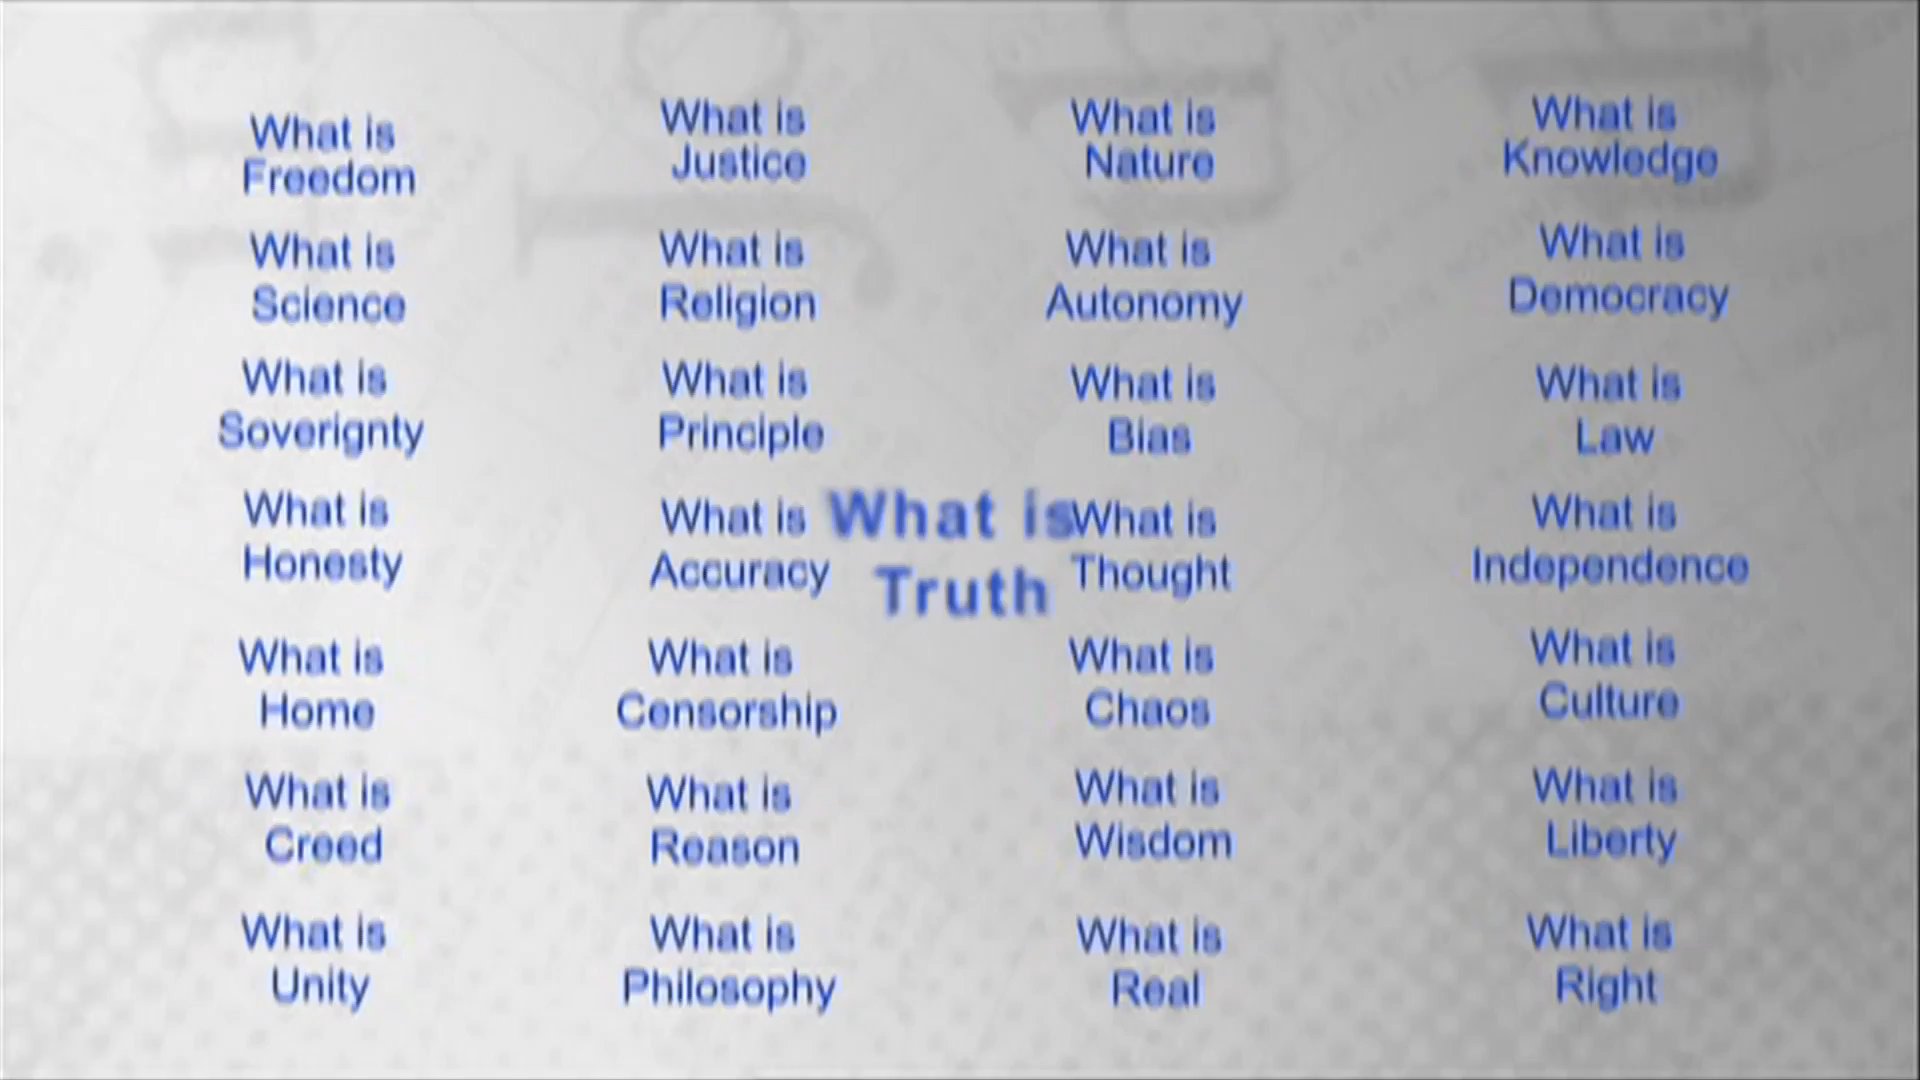 What is
Freedom
What is
Justice
What is
Nature
What is
Knowledge
What is
Science
What is
Religion
What is
Autonomy
What is
Democracy
What is
Soverignty
What is
Principle
What is
Bias
What is
Law
What is
Honesty
What is
Accuracy
What is
Truth
What is
Thought
What is
Independence
What is
Home
What is
Censorship
What is
Chaos
What is
Culture
What is
Creed
What is
Reason
What is
Wisdom
What is
Liberty
What is
Unity
What is
Philosophy
What is
Real
What is
Right